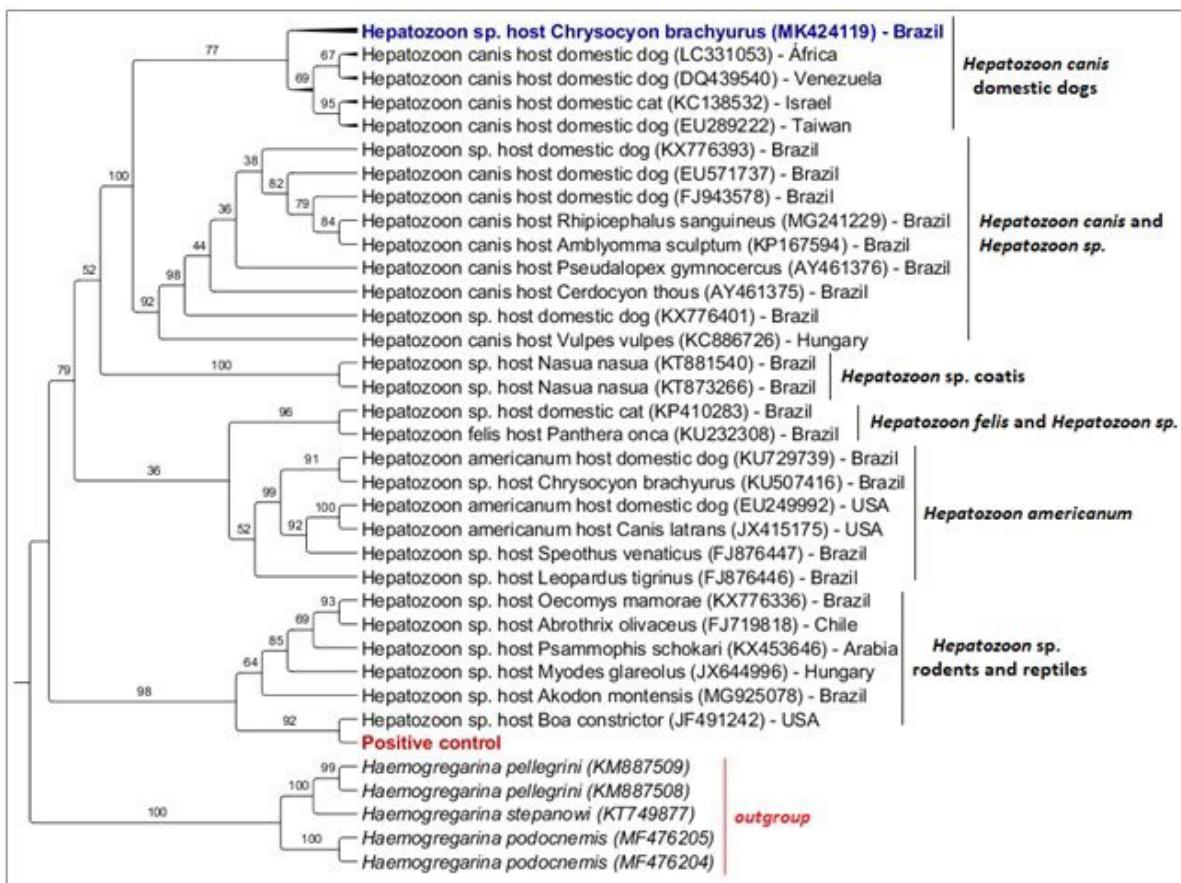 Hepatozoon sp. host Chrysocyon brachyurus (MK424119) - Brazil
77
67
Hepatozoon canis host domestic dog (LC331053) - África
Hepatozoon canis
domestic dogs
69
Hepatozoon canis host domestic dog (DQ439540) - Venezuela
95
Hepatozoon canis host domestic cat (KC138532) - Israel
Hepatozoon canis host domestic dog (EU289222) - Taiwan
38
Hepatozoon sp. host domestic dog (KX776393) - Brazil
100
82
Hepatozoon canis host domestic dog (EU571737) - Brazil
79
Hepatozoon canis host domestic dog (FJ943578) - Brazil
36
84
Hepatozoon canis host Rhipicephalus sanguineus (MG241229) - Brazil
Hepatozoon canis and
Hepatozoon sp.
44
Hepatozoon canis host Amblyomma sculptum (KP167594) - Brazil
52
98
Hepatozoon canis host Pseudalopex gymnocercus (AY461376) - Brazil
92
Hepatozoon canis host Cerdocyon thous (AY461375) - Brazil
Hepatozoon sp. host domestic dog (KX776401) - Brazil
Hepatozoon canis host Vulpes vulpes (KC886726) - Hungary
79
100
Hepatozoon sp. host Nasua nasua (KT881540) - Brazil
Hepatozoon sp. coatis
Hepatozoon sp. host Nasua nasua (KT873266) - Brazil
96
Hepatozoon sp. host domestic cat (KP410283) - Brazil
Hepatozoon felis and Hepatozoon sp.
Hepatozoon felis host Panthera onca (KU232308) - Brazil
36
91
Hepatozoon americanum host domestic dog (KU729739) - Brazil
99
Hepatozoon sp. host Chrysocyon brachyurus (KU507416) - Brazil
100
Hepatozoon americanum host domestic dog (EU249992) - USA
Hepatozoon americanum
52
92
Hepatozoon americanum host Canis latrans (JX415175) - USA
Hepatozoon sp. host Speothus venaticus (FJ876447) - Brazil
Hepatozoon sp. host Leopardus tigrinus (FJ876446) - Brazil
93
Hepatozoon sp. host Oecomys mamorae (KX776336) - Brazil
69
Hepatozoon sp. host Abrothrix olivaceus (FJ719818) - Chile
85
Hepatozoon sp. host Psammophis schokari (KX453646) - Arabia
Hepatozoon sp.
rodents and reptiles
64
Hepatozoon sp. host Myodes glareolus (JX644996) - Hungary
98
Hepatozoon sp. host Akodon montensis (MG925078) - Brazil
92
Hepatozoon sp. host Boa constrictor (JF491242) - USA
Positive control
99
Haemogregarina pellegrini (KM887509)
100
Haemogregarina pellegrini (KM887508)
100
Haemogregarina stepanowi (KT749877)
outgroup
100
Haemogregarina podocnemis (MF476205)
Haemogregarina podocnemis (MF476204)